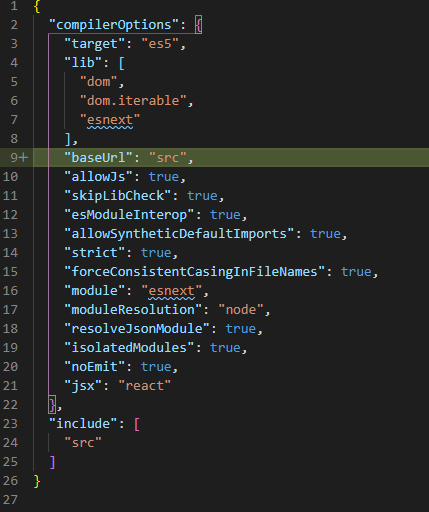 1 {
2   "compilerOptions": {
3     "target": "es5",
4     "lib": [
5       "dom",
6       "dom.iterable",
7       "esnext"
8     ],
9+    "baseUrl": "src",
10     "allowJs": true,
11     "skipLibCheck": true,
12     "esModuleInterop": true,
13     "allowSyntheticDefaultImports": true,
14     "strict": true,
15     "forceConsistentCasingInFileNames": true,
16     "module": "esnext",
17     "moduleResolution": "node",
18     "resolveJsonModule": true,
19     "isolatedModules": true,
20     "noEmit": true,
21     "jsx": "react"
22   },
23   "include": [
24     "src"
25   ]
26 }
27